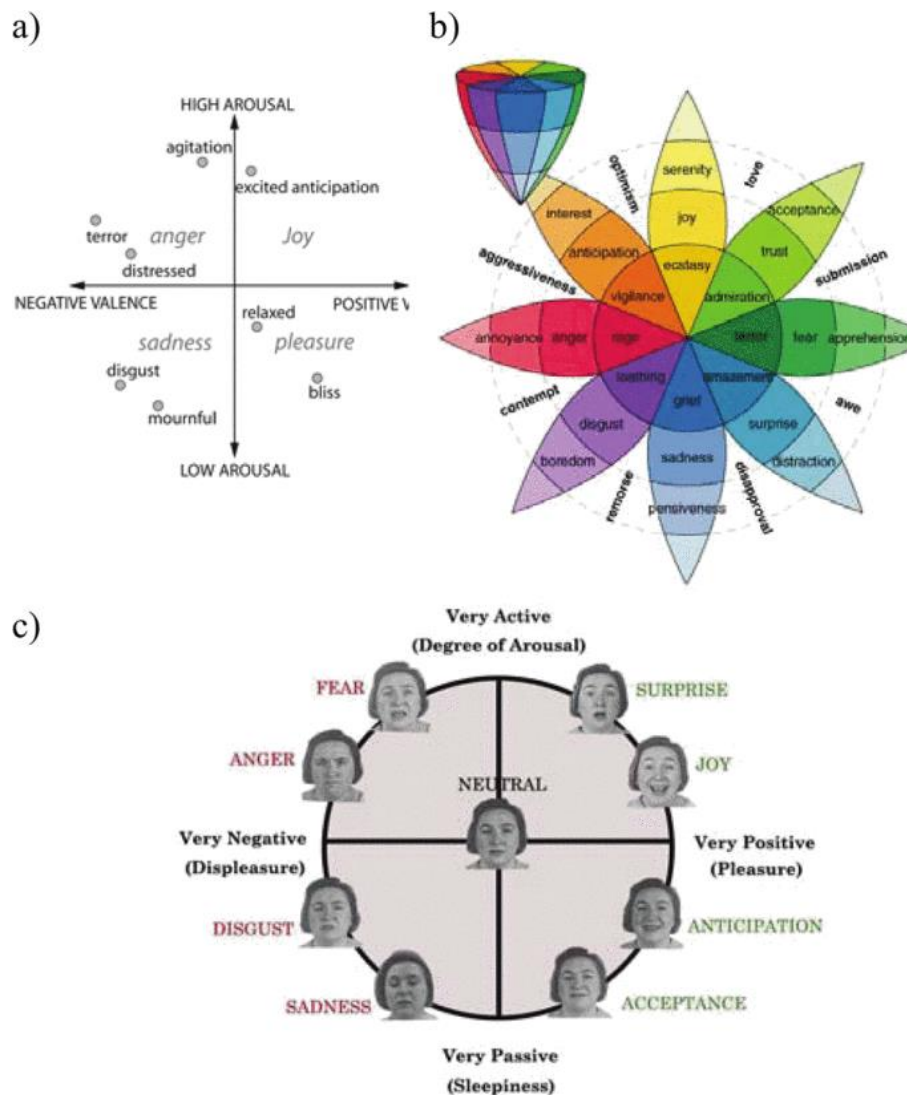 a)
HIGH AROUSAL
agitation
excited anticipation
terror
anger
Joy
distressed
NEGATIVE VALENCE
POSITIVE V
relaxed
sadness
pleasure
disgust
bliss
mournful
LOW AROUSAL
b)
serenity
optimism
love
interest
acceptance
joy
anticipation
trust
aggressiveness
submission
ecstasy
vigilance
admiration
annoyance
anger
rage
terror
fear
apprehension
loathing
amazement
contempt
grief
awe
disgust
surprise
boredom
sadness
distraction
remorse
disapproval
pensiveness
c)
Very Active
(Degree of Arousal)
FEAR
SURPRISE
ANGER
JOY
NEUTRAL
Very Negative
(Displeasure)
Very Positive
(Pleasure)
DISGUST
ANTICIPATION
SADNESS
ACCEPTANCE
Very Passive
(Sleepiness)